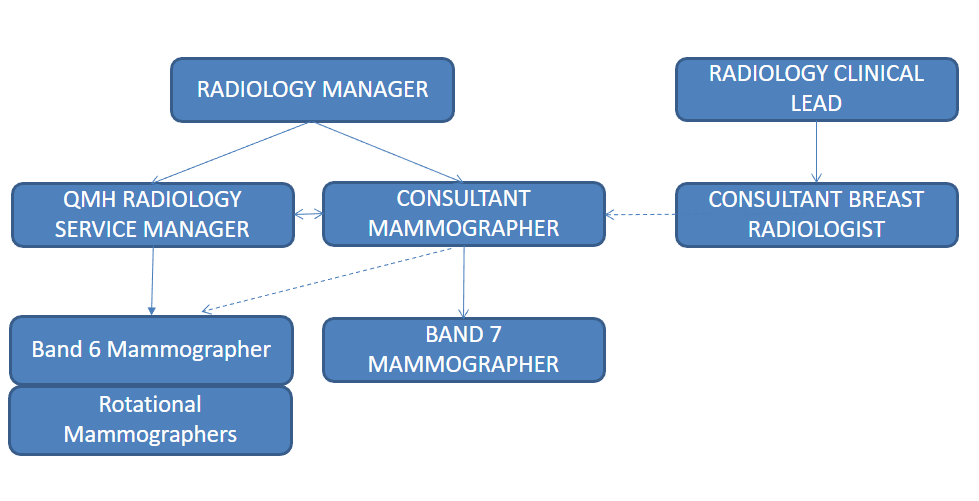 RADIOLOGY MANAGER
RADIOLOGY CLINICAL
LEAD
QMH RADIOLOGY
SERVICE MANAGER
CONSULTANT
MAMMOGRAPHER
CONSULTANT BREAST
RADIOLOGIST
Band 6 Mammographer
BAND 7
MAMMOGRAPHER
Rotational
Mammographers